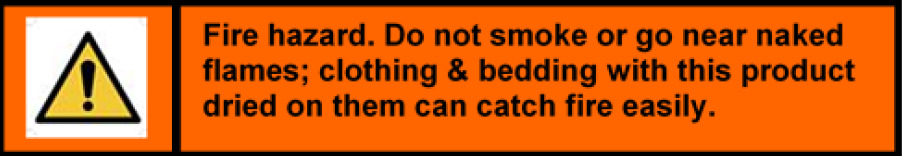 Fire hazard. Do not smoke or go near naked
flames; clothing & bedding with this product
dried on them can catch fire easily.